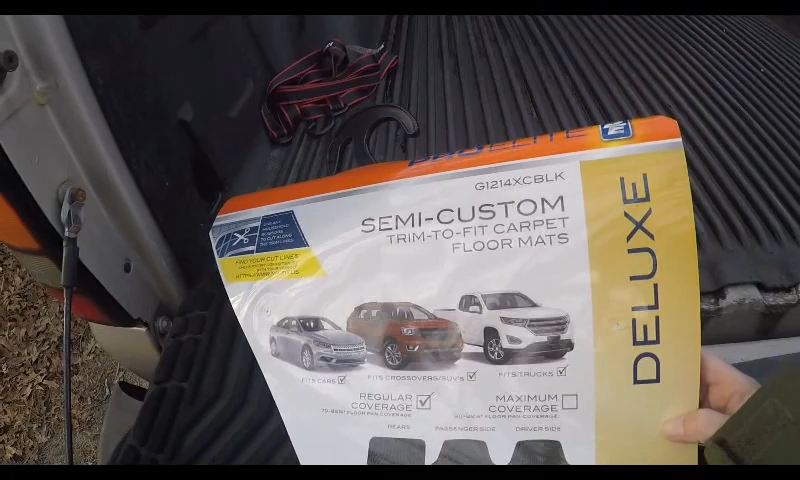 PROELITE
G1214XCBLK
SEMI-CUSTOM
TRIM-TO-FIT CARPET
FLOOR MATS
DELUXE
FIND YOUR CUT LINES
FITS CARS
FITS CROSSOVERS/SUV'S
FITS TRUCKS
REGULAR
COVERAGE
MAXIMUM
COVERAGE
REARS
PASSENGER SIDE
DRIVER SIDE